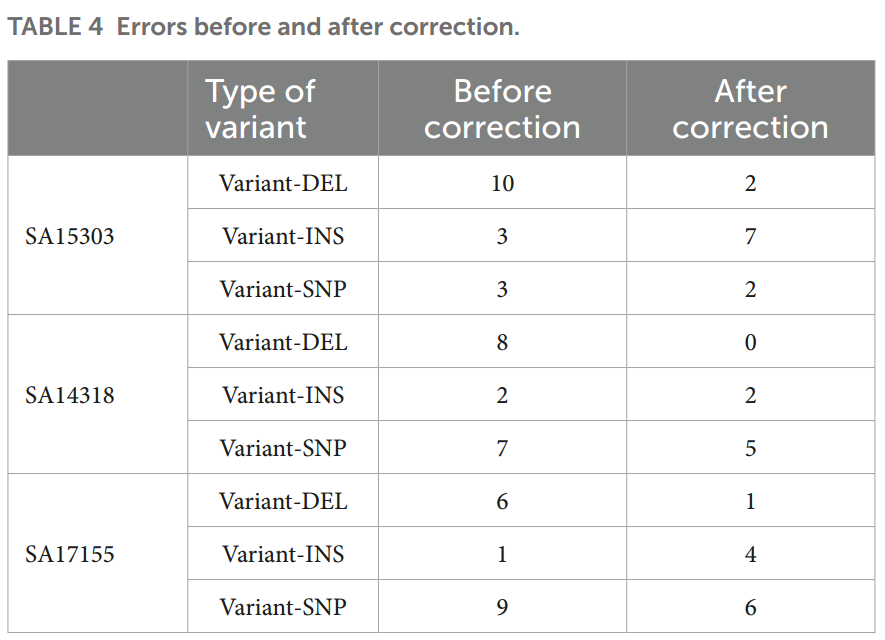 TABLE 4 Errors before and after correction.
Type of variant Before correction After correction
SA15303 Variant-DEL 10 2
Variant-INS 3 7
Variant-SNP 3 2
SA14318 Variant-DEL 8 0
Variant-INS 2 2
Variant-SNP 7 5
SA17155 Variant-DEL 6 1
Variant-INS 1 4
Variant-SNP 9 6